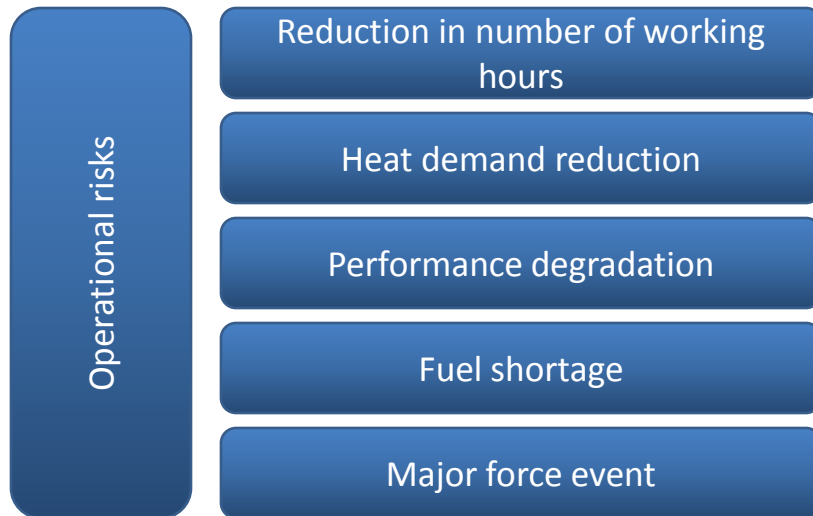 Operational risks
Reduction in number of working
hours
Heat demand reduction
Performance degradation
Fuel shortage
Major force event